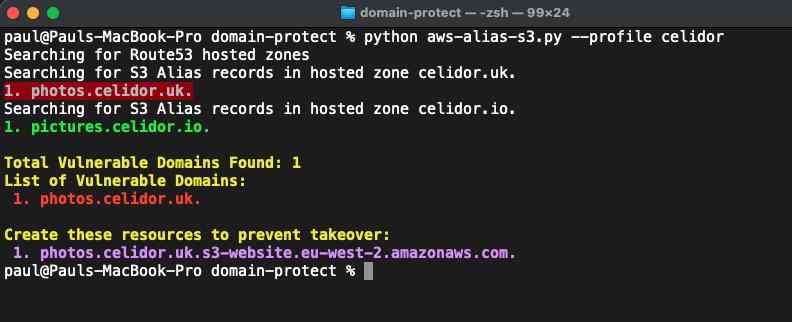 domain-protect — -zsh — 99×24
paul@Pauls-MacBook-Pro domain-protect % python aws-alias-s3.py --profile celidor
Searching for Route53 hosted zones
Searching for S3 Alias records in hosted zone celidor.uk.
1. photos.celidor.uk.
Searching for S3 Alias records in hosted zone celidor.io.
1. pictures.celidor.io.
Total Vulnerable Domains Found: 1
List of Vulnerable Domains:
1. photos.celidor.uk.
Create these resources to prevent takeover:
1. photos.celidor.uk.s3-website.eu-west-2.amazonaws.com.
paul@Pauls-MacBook-Pro domain-protect %